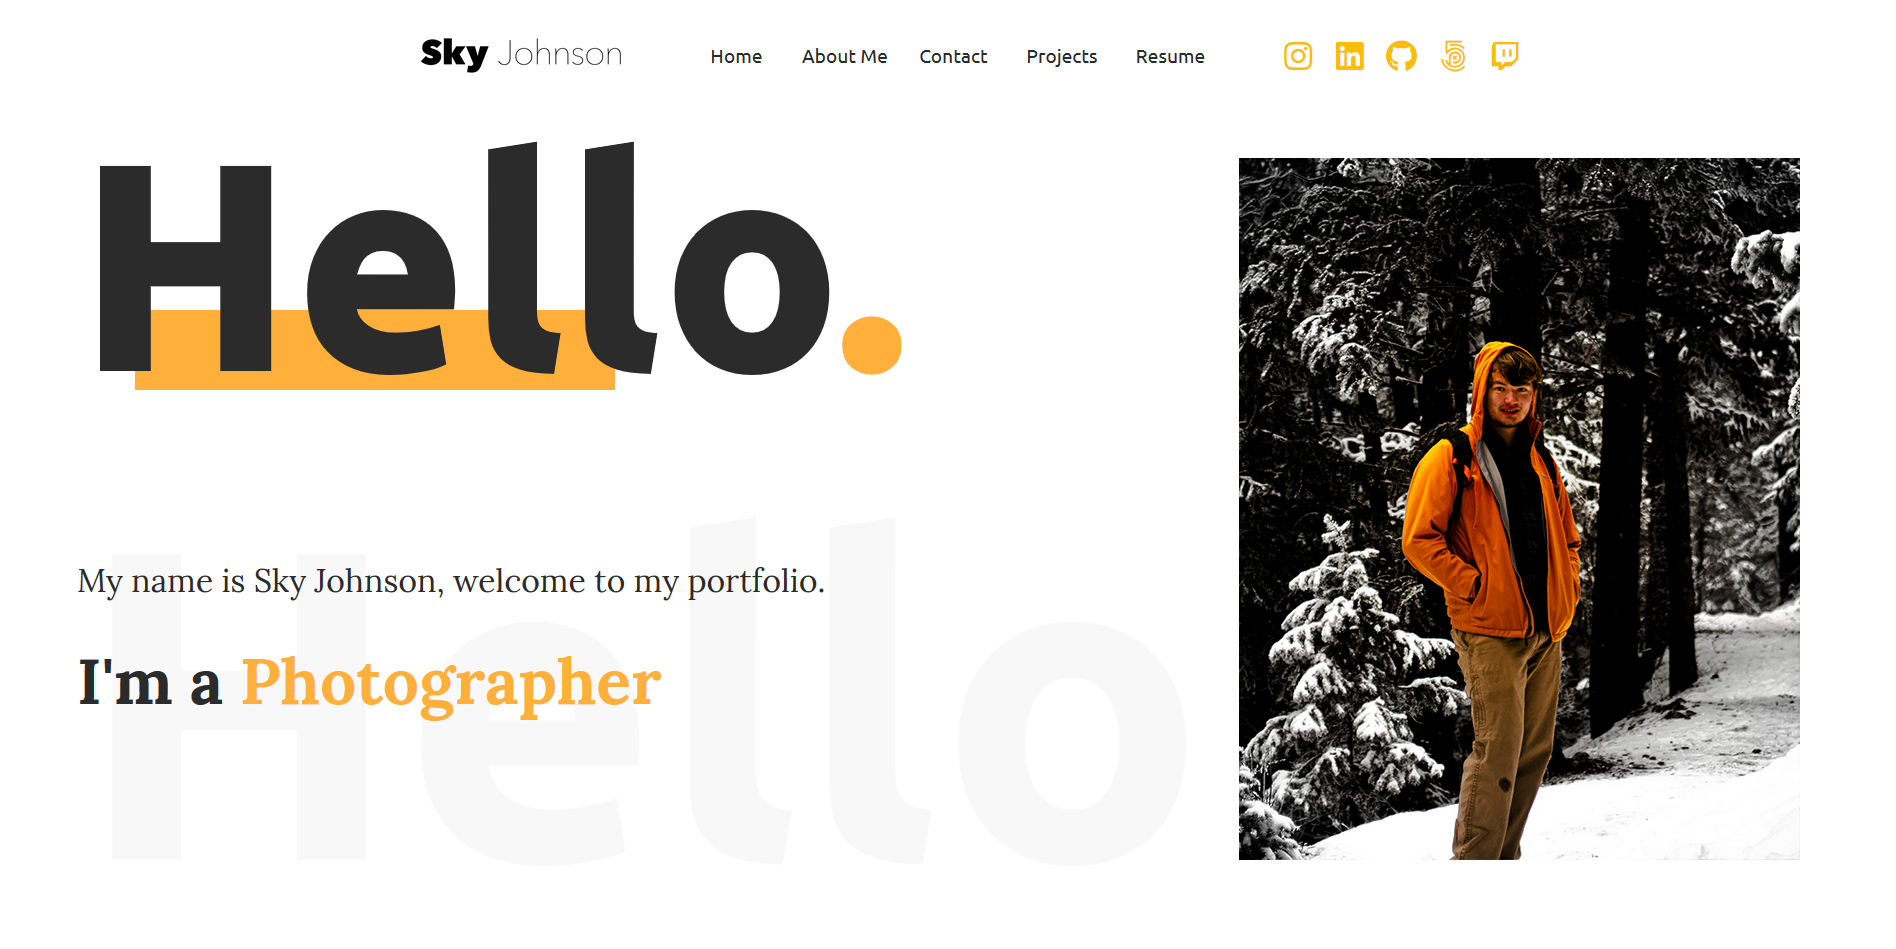 Sky Johnson Home About Me Contact Projects Resume
Hello.
Hello
My name is Sky Johnson, welcome to my portfolio.
I'm a Photographer